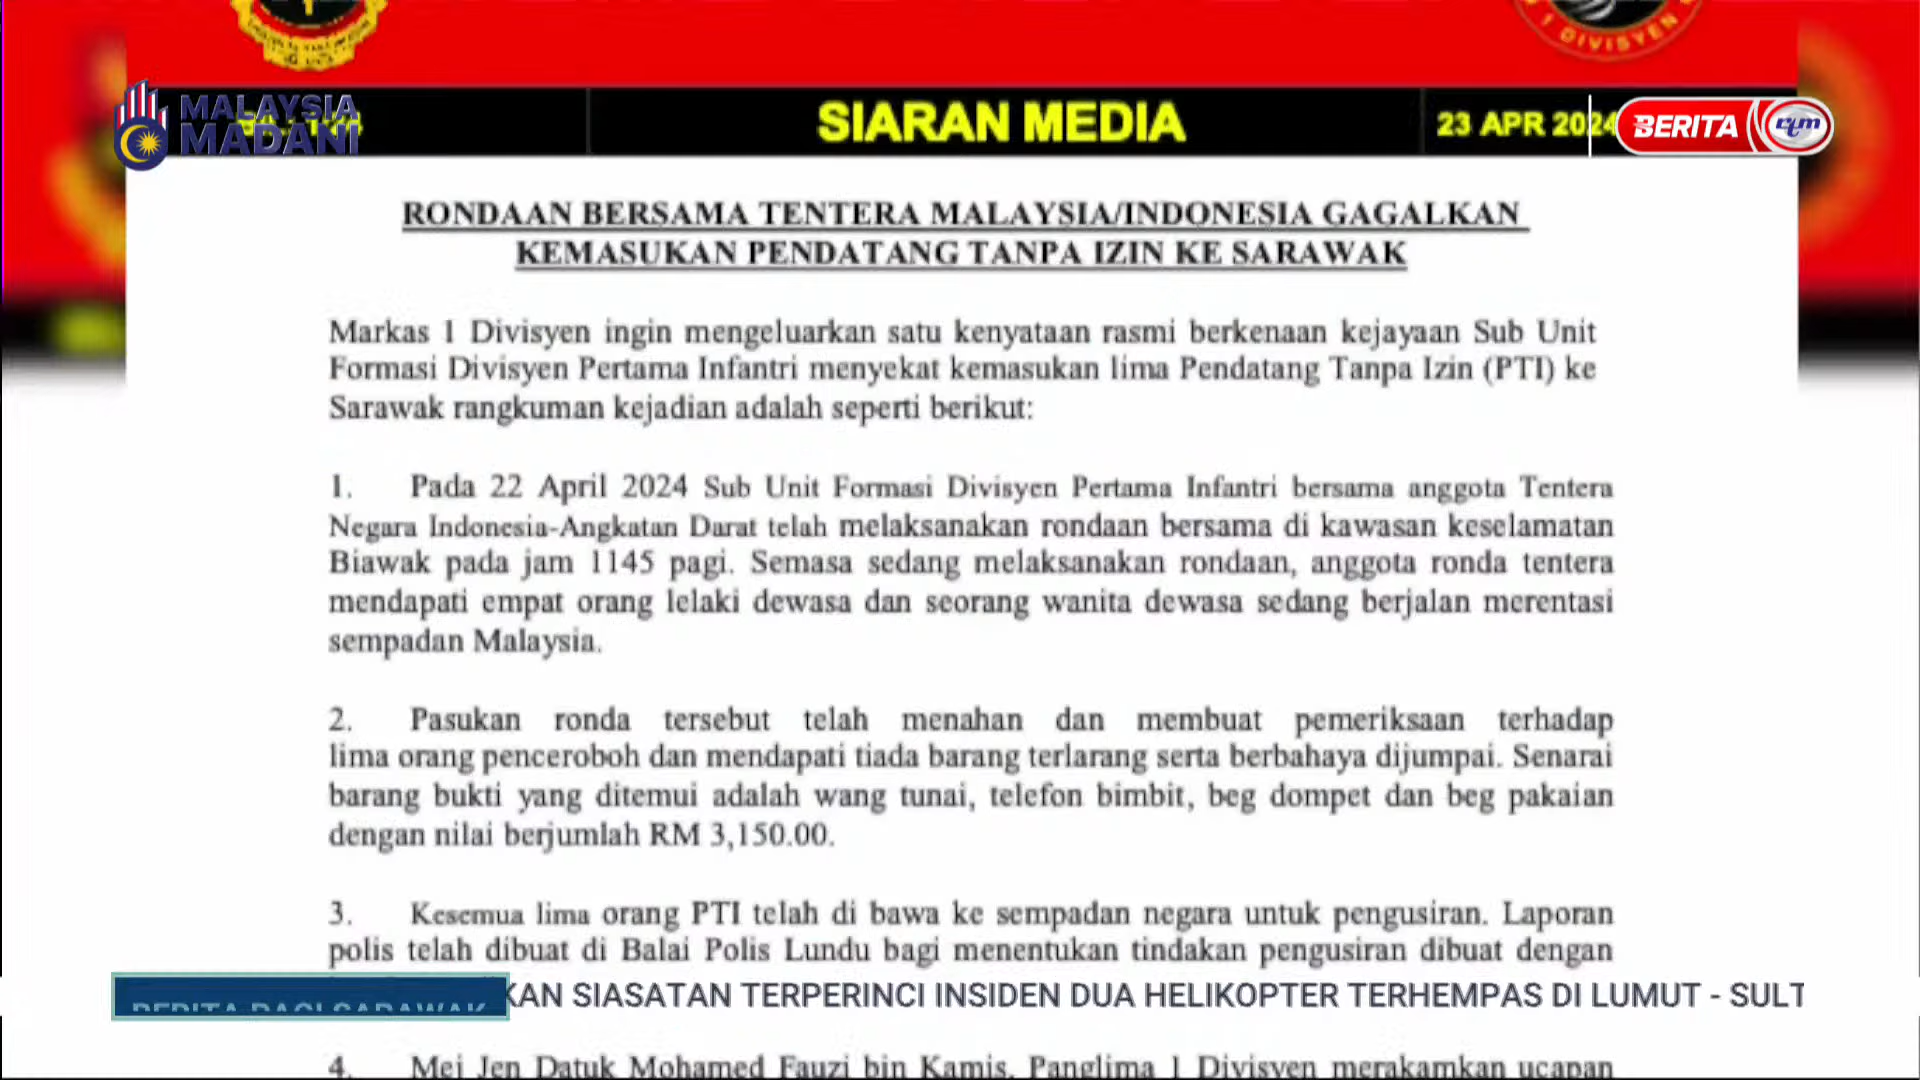 1 DIVISYEN
MALAYSIA
MADANI
SIARAN MEDIA
23 APR 2024
BERITA rtm
RONDAAN BERSAMA TENTERA MALAYSIA/INDONESIA GAGALKAN
KEMASUKAN PENDATANG TANPA IZIN KE SARAWAK
Markas 1 Divisyen ingin mengeluarkan satu kenyataan rasmi berkenaan kejayaan Sub Unit
Formasi Divisyen Pertama Infantri menyekat kemasukan lima Pendatang Tanpa Izin (PTI) ke
Sarawak rangkuman kejadian adalah seperti berikut:
1. Pada 22 April 2024 Sub Unit Formasi Divisyen Pertama Infantri bersama anggota Tentera
Negara Indonesia-Angkatan Darat telah melaksanakan rondaan bersama di kawasan keselamatan
Biawak pada jam 1145 pagi. Semasa sedang melaksanakan rondaan, anggota ronda tentera
mendapati empat orang lelaki dewasa dan seorang wanita dewasa sedang berjalan merentasi
sempadan Malaysia.
2. Pasukan ronda tersebut telah menahan dan membuat pemeriksaan terhadap
lima orang penceroboh dan mendapati tiada barang terlarang serta berbahaya dijumpai. Senarai
barang bukti yang ditemui adalah wang tunai, telefon bimbit, beg dompet dan beg pakaian
dengan nilai berjumlah RM 3,150.00.
3. Kesemua lima orang PTI telah di bawa ke sempadan negara untuk pengusiran. Laporan
polis telah dibuat di Balai Polis Lundu bagi menentukan tindakan pengusiran dibuat dengan
BERITA PAGI SARAWAK KAN SIASATAN TERPERINCI INSIDEN DUA HELIKOPTER TERHEMPAS DI LUMUT - SULT
4. Mej Jen Datuk Mohamed Fauzi bin Kamis, Panglima 1 Divisyen merakamkan ucapan